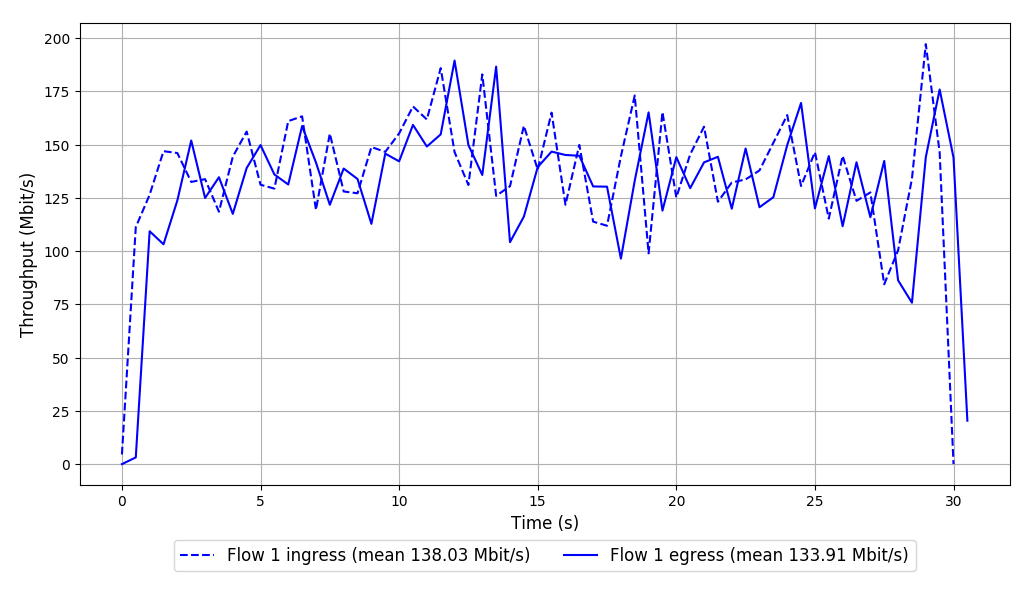 200
175
150
125
100
75
50
25
0
Throughput (Mbit/s)
0 5 10 15 20 25 30
Time (s)
Flow 1 ingress (mean 138.03 Mbit/s) Flow 1 egress (mean 133.91 Mbit/s)